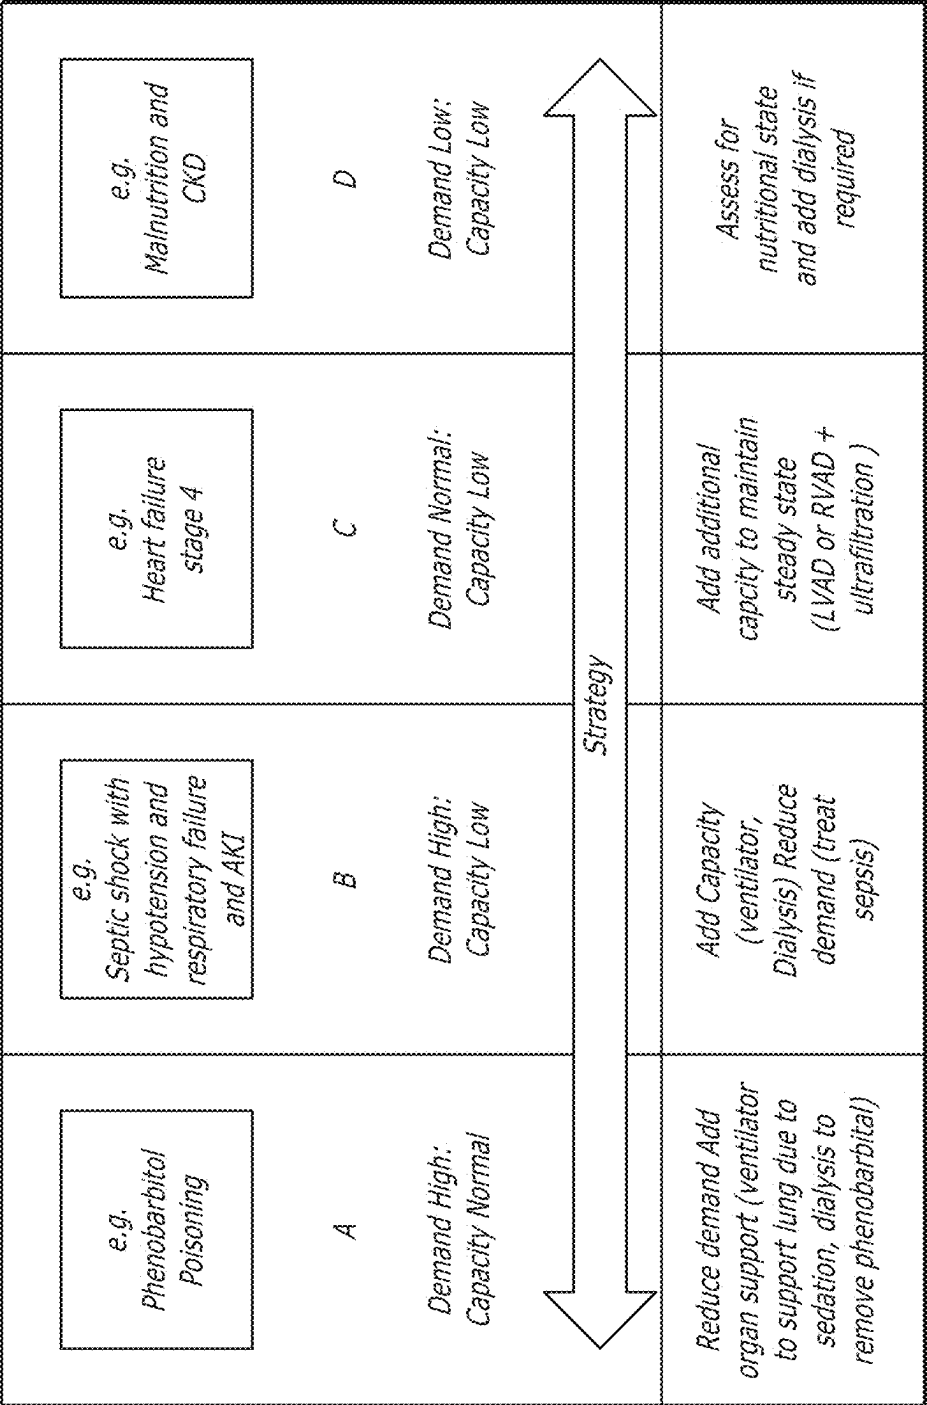 e.g.
Phenobarbitol
Poisoning
A
Demand High:
Capacity Normal
e.g.
Septic shock with
hypotension and
respiratory failure
and AKI
B
Demand High:
Capacity Low
e.g.
Heart failure
stage 4
C
Demand Normal:
Capacity Low
e.g.
Malnutrition and
CKD
D
Demand Low:
Capacity Low
Strategy
Reduce demand Add
organ support (ventilator
to support lung due to
sedation, dialysis to
remove phenobarbital)
Add Capacity
(ventilator,
Dialysis) Reduce
demand (treat
sepsis)
Add additional
capcity to maintain
steady state
(LVAD or RVAD +
ultrafiltration )
Assess for
nutritional state
and add dialysis if
required